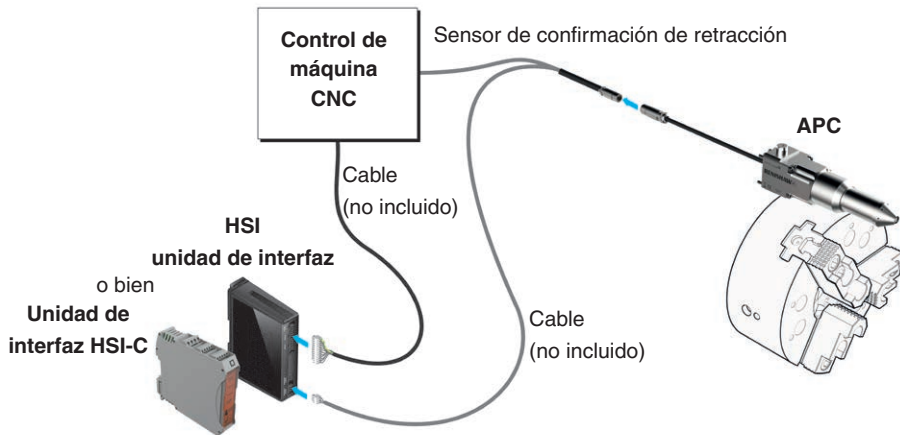 Control de
máquina
CNC
Sensor de confirmación de retracción
APC
Cable
(no incluido)
HSI
unidad de interfaz
o bien
Unidad de
interfaz HSI-C
Cable
(no incluido)